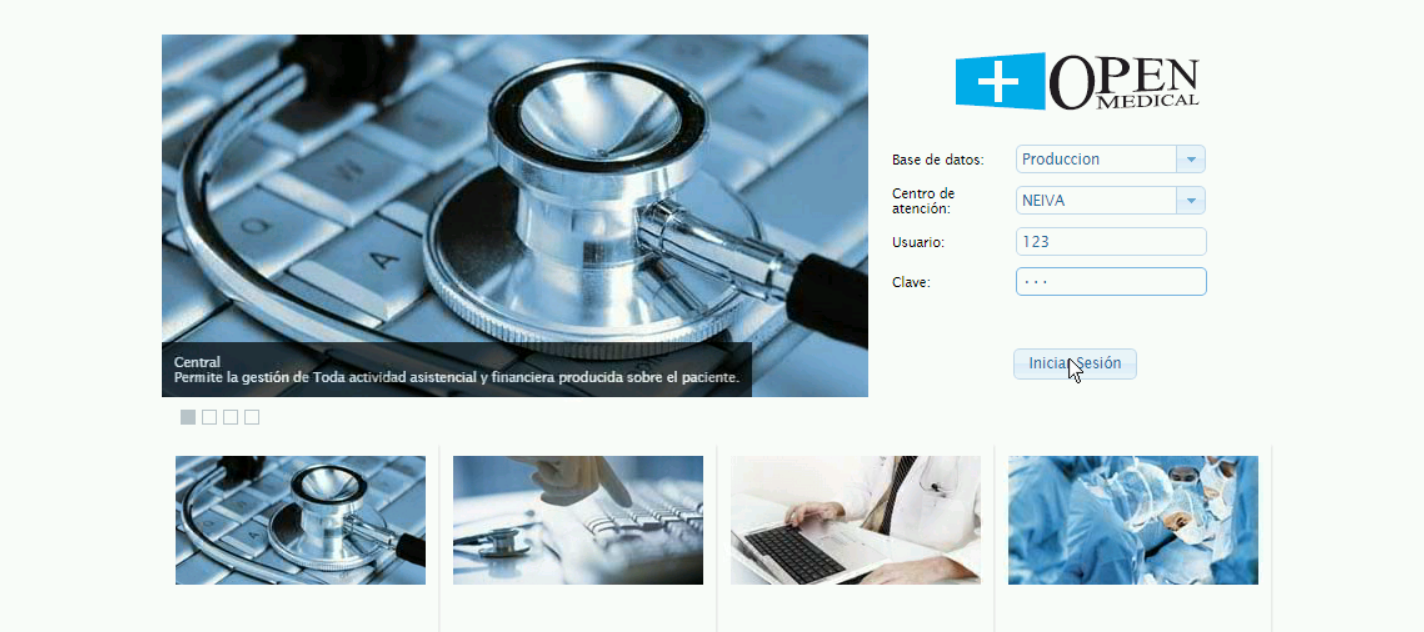 OPEN
MEDICAL
Base de datos:
Produccion
Centro de
atención:
NEIVA
Usuario:
123
Clave:
Iniciar Sesión
Central
Permite la gestión de Toda actividad asistencial y financiera producida sobre el paciente.